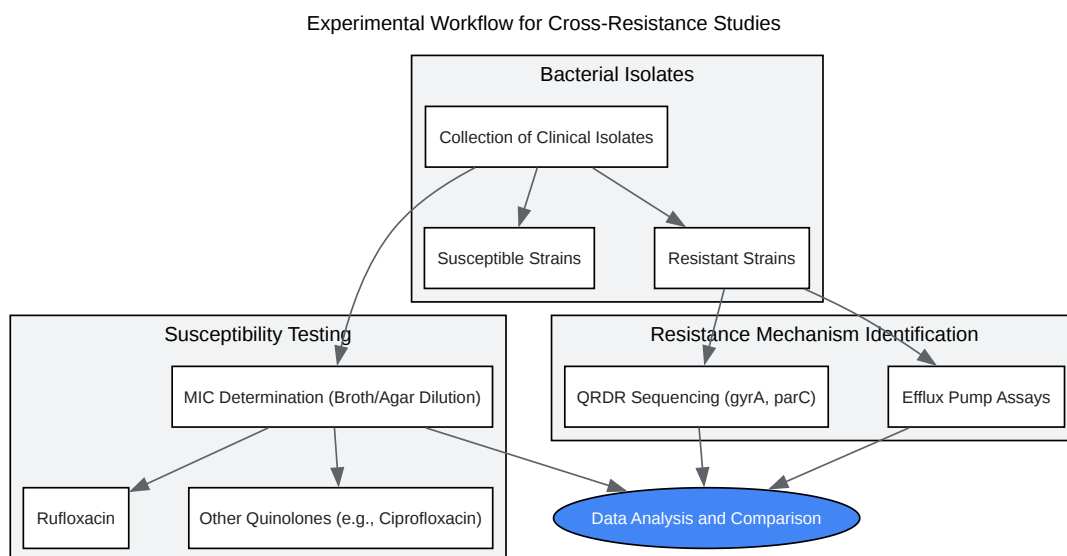 Experimental Workflow for Cross-Resistance Studies
Bacterial Isolates
Collection of Clinical Isolates
Susceptible Strains
Resistant Strains
Susceptibility Testing
Resistance Mechanism Identification
MIC Determination (Broth/Agar Dilution)
QRDR Sequencing (gyrA, parC)
Efflux Pump Assays
Rufloxacin
Other Quinolones (e.g., Ciprofloxacin)
Data Analysis and Comparison